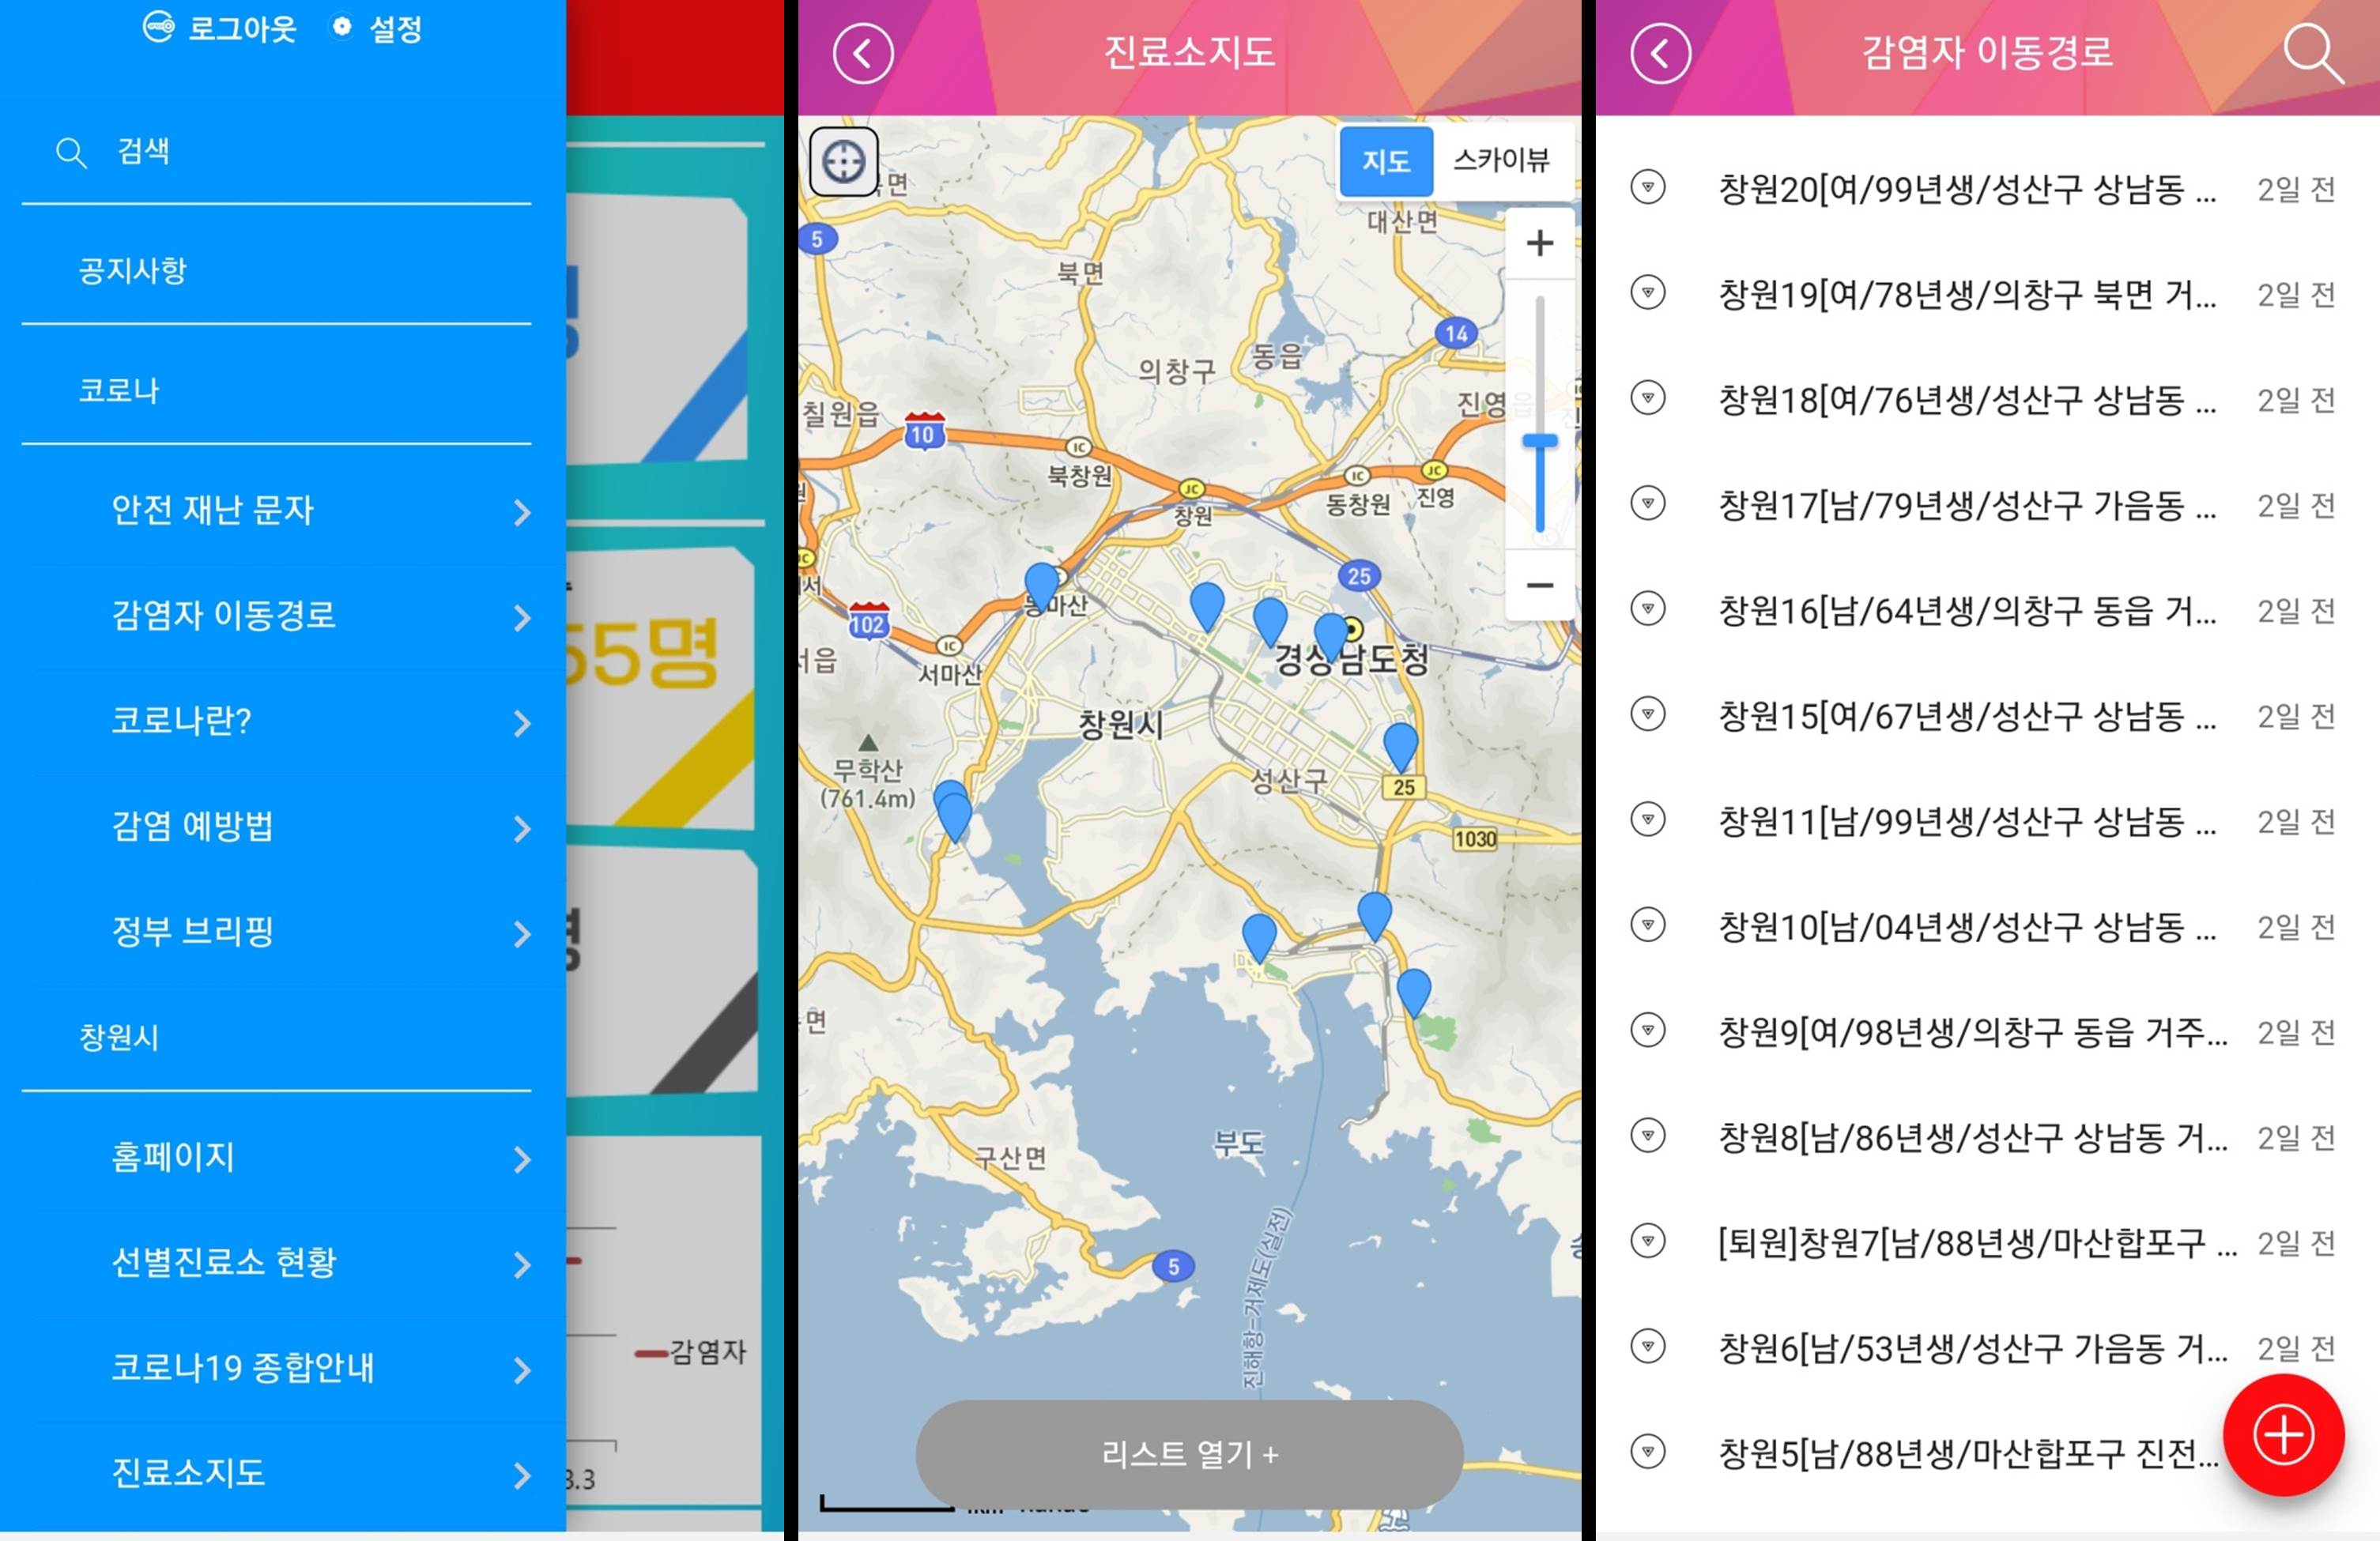 로그아웃 설정
검색
공지사항
코로나
안전 재난 문자
감염자 이동경로
코로나란?
감염 예방법
정부 브리핑
창원시
홈페이지
선별진료소 현황
코로나19 종합안내
진료소지도
55명
감염자
3.3
진료소지도
지도 스카이뷰
면
대산면
5
북면
14
의창구
동읍
칠원읍
진영읍
10
IC
북창원
JC
창원
IC
동창원
JC
진영
25
102
동마산
IC
서마산
경상남도청
창원시
무학산
(761.4m)
성산구
25
1030
면
구산면
부도
5
진해항-거제도(실전)
리스트 열기 +
감염자 이동경로
창원20[여/99년생/성산구 상남동 ... 2일 전
창원19[여/78년생/의창구 북면 거... 2일 전
창원18[여/76년생/성산구 상남동 ... 2일 전
창원17[남/79년생/성산구 가음동 ... 2일 전
창원16[남/64년생/의창구 동읍 거... 2일 전
창원15[여/67년생/성산구 상남동 ... 2일 전
창원11[남/99년생/성산구 상남동 ... 2일 전
창원10[남/04년생/성산구 상남동 ... 2일 전
창원9[여/98년생/의창구 동읍 거주... 2일 전
창원8[남/86년생/성산구 상남동 거... 2일 전
[퇴원]창원7[남/88년생/마산합포구 ... 2일 전
창원6[남/53년생/성산구 가음동 거... 2일 전
창원5[남/88년생/마산합포구 진전...